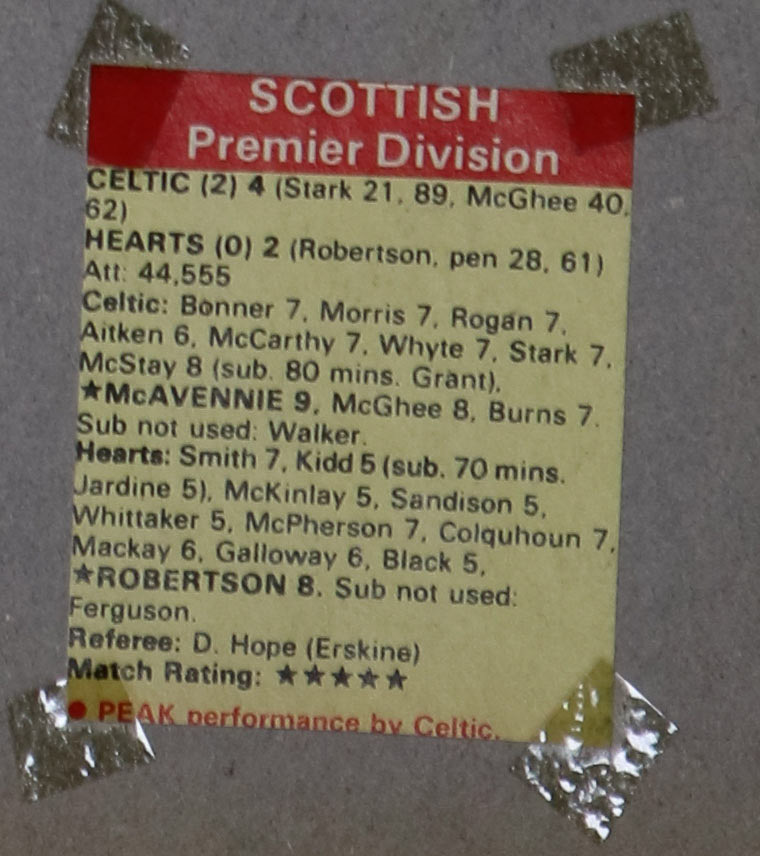 SCOTTISH
Premier Division
CELTIC (2) 4 (Stark 21, 89, McGhee 40,
62)
HEARTS (0) 2 (Robertson, pen 28, 61)
Att: 44,555
Celtic: Bonner 7, Morris 7, Rogan 7,
Aitken 6, McCarthy 7, Whyte 7, Stark 7,
McStay 8 (sub. 80 mins. Grant),
★McAVENNIE 9, McGhee 8, Burns 7.
Sub not used: Walker.
Hearts: Smith 7, Kidd 5 (sub. 70 mins.
Jardine 5), McKinlay 5, Sandison 5,
Whittaker 5, McPherson 7, Colquhoun 7,
Mackay 6, Galloway 6, Black 5,
★ROBERTSON 8. Sub not used:
Ferguson.
Referee: D. Hope (Erskine)
Match Rating: ★★★★★
● PEAK performance by Celtic.